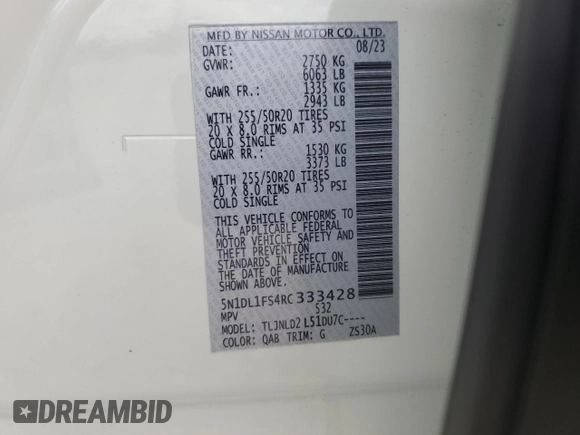 MFD BY NISSAN MOTOR CO., LTD.
DATE: 08/23
GVWR: 2750 KG
6063 LB
GAWR FR.: 1335 KG
2943 LB
WITH 255/50R20 TIRES
20 X 8.0 RIMS AT 35 PSI
COLD SINGLE
GAWR RR.: 1530 KG
3373 LB
WITH 255/50R20 TIRES
20 X 8.0 RIMS AT 35 PSI
COLD SINGLE
THIS VEHICLE CONFORMS TO
ALL APPLICABLE FEDERAL
MOTOR VEHICLE SAFETY AND
THEFT PREVENTION
STANDARDS IN EFFECT ON
THE DATE OF MANUFACTURE
SHOWN ABOVE.
5N1DL1FS4RC333428
MPV 532
MODEL: TLJNLD2 L51DU7C----
COLOR: QAB TRIM: G ZS30A
DREAMBID